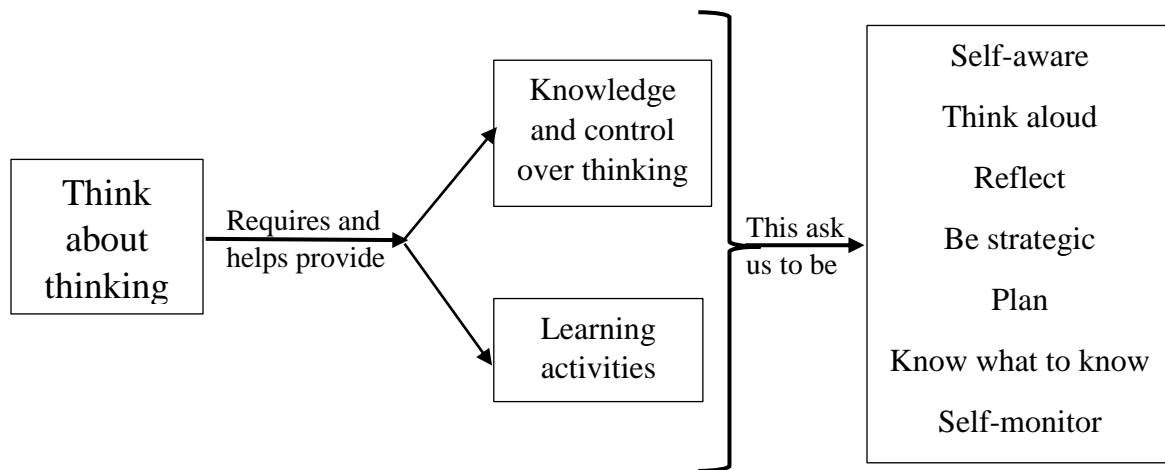 Think
about
thinking
Requires and
helps provide
Knowledge
and control
over thinking
Learning
activities
This ask
us to be
Self-aware
Think aloud
Reflect
Be strategic
Plan
Know what to know
Self-monitor